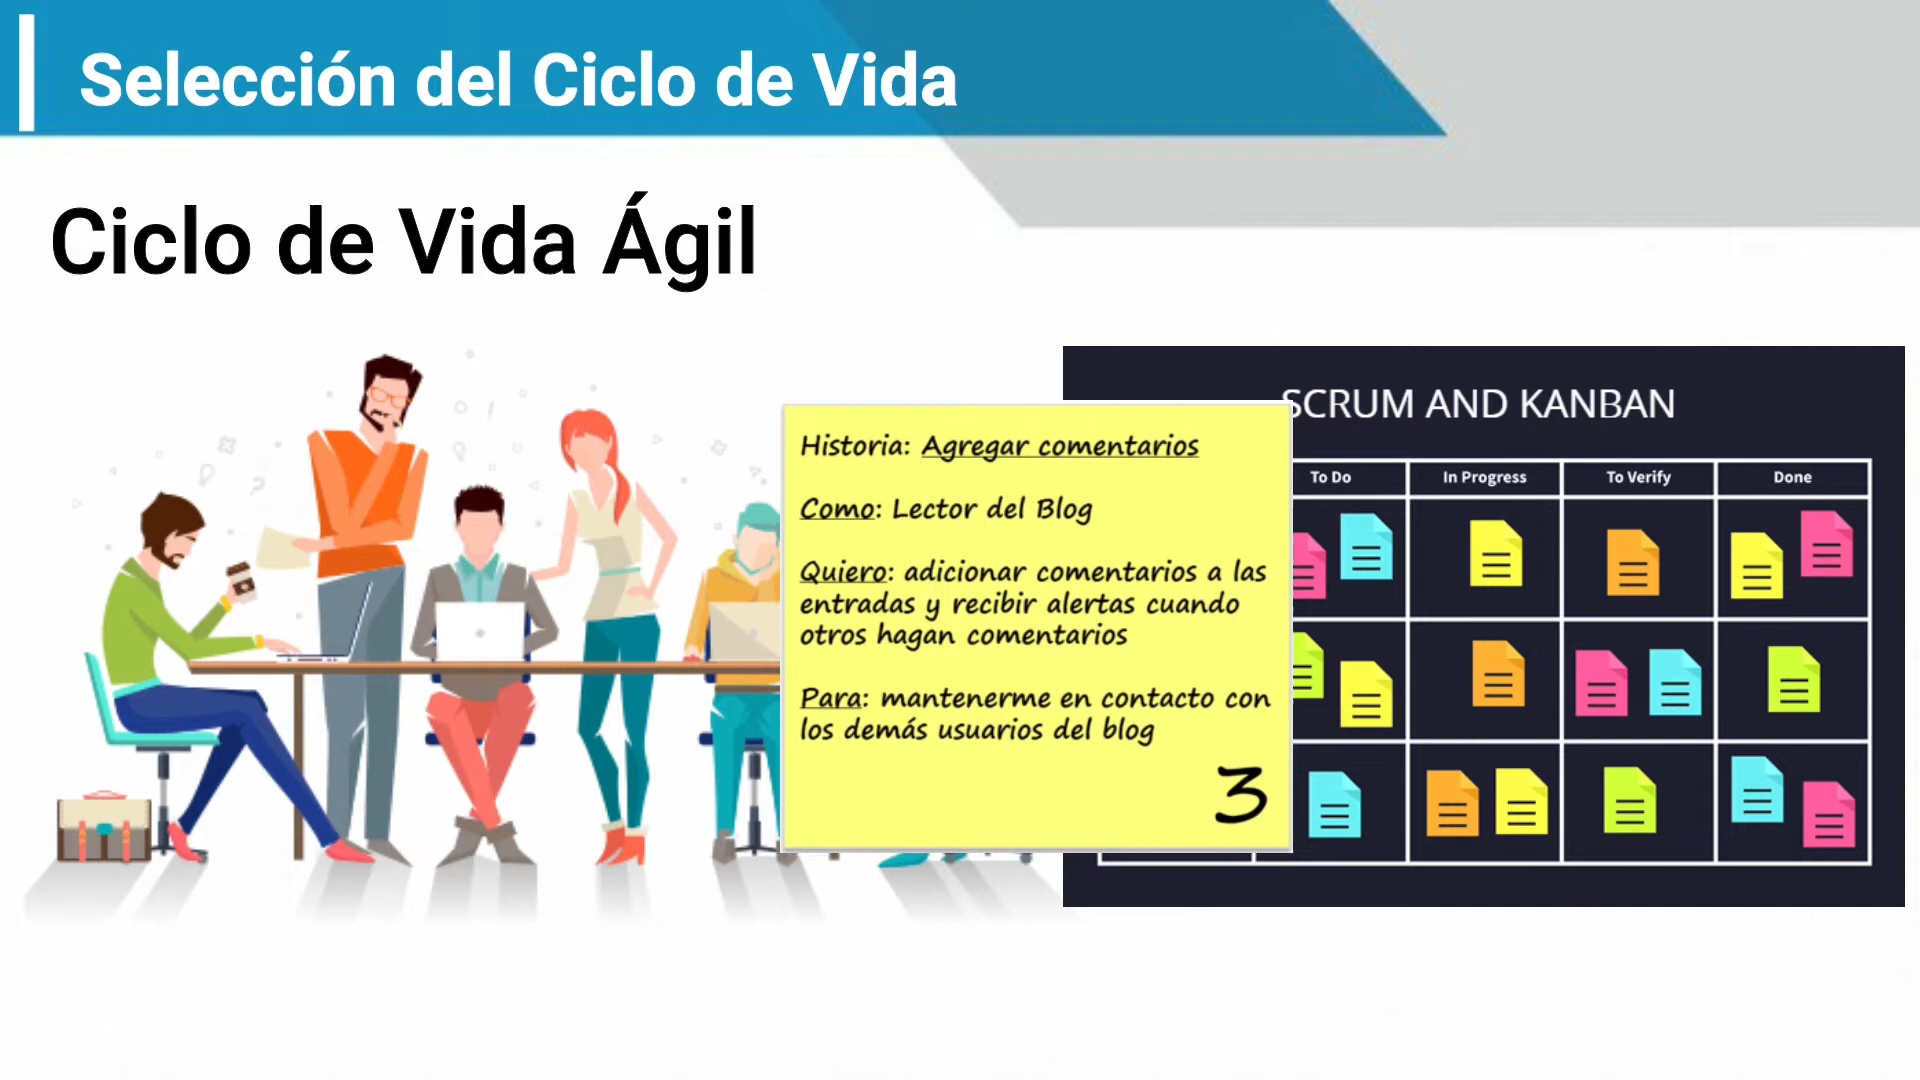 Selección del Ciclo de Vida
Ciclo de Vida Ágil
Historia: Agregar comentarios
Como: Lector del Blog
Quiero: adicionar comentarios a las
entradas y recibir alertas cuando
otros hagan comentarios
Para: mantenerme en contacto con
los demás usuarios del blog
3
SCRUM AND KANBAN
To Do
In Progress
To Verify
Done